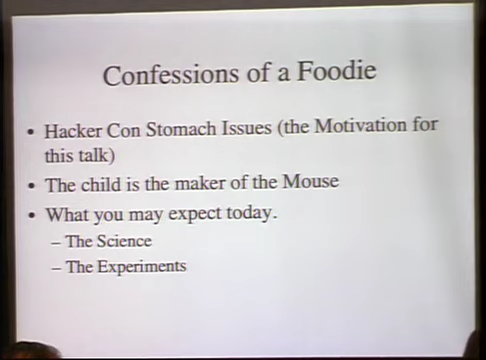 Confessions of a Foodie
• Hacker Con Stomach Issues (the Motivation for
this talk)
• The child is the maker of the Mouse
• What you may expect today.
– The Science
– The Experiments